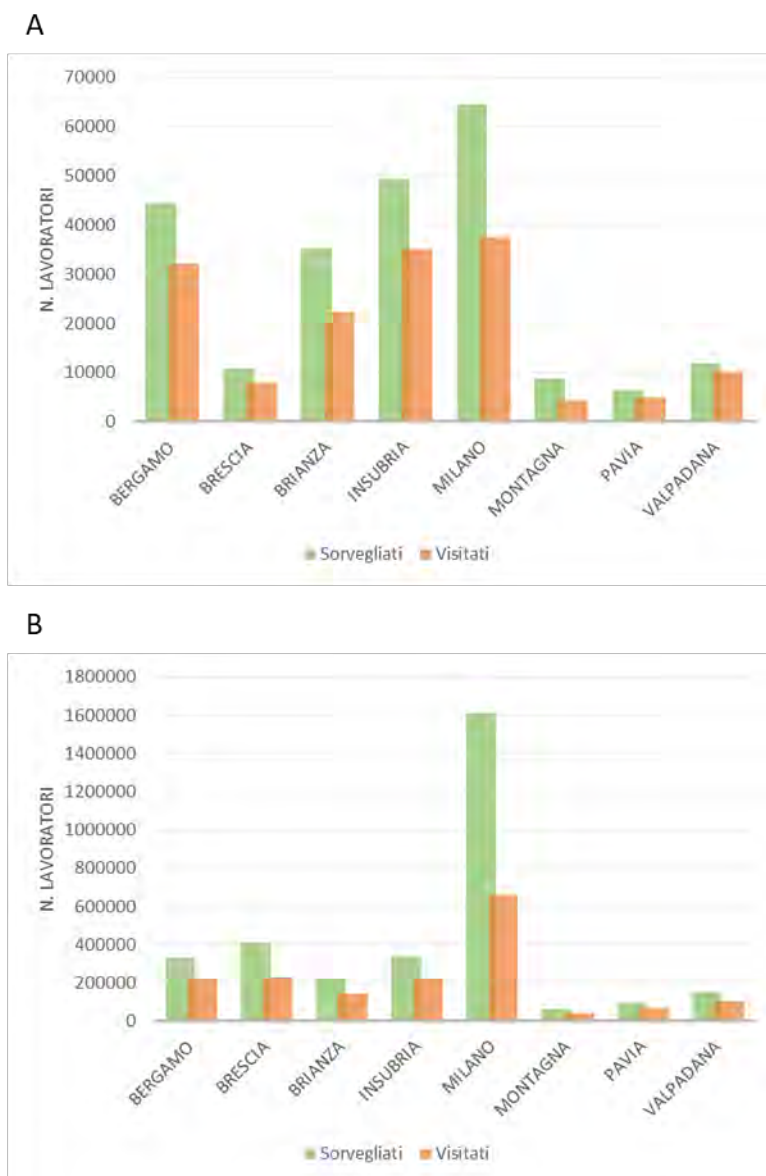 A
70000
60000
50000
40000
30000
20000
10000
0
N. LAVORATORI
BERGAMO
BRESCIA
BRIANZA
INSUBRIA
MILANO
MONTAGNA
PAVIA
VALPADANA
Sorvegliati Visitati
B
1800000
1600000
1400000
1200000
1000000
800000
600000
400000
200000
0
N. LAVORATORI
BERGAMO
BRESCIA
BRIANZA
INSUBRIA
MILANO
MONTAGNA
PAVIA
VALPADANA
Sorvegliati Visitati